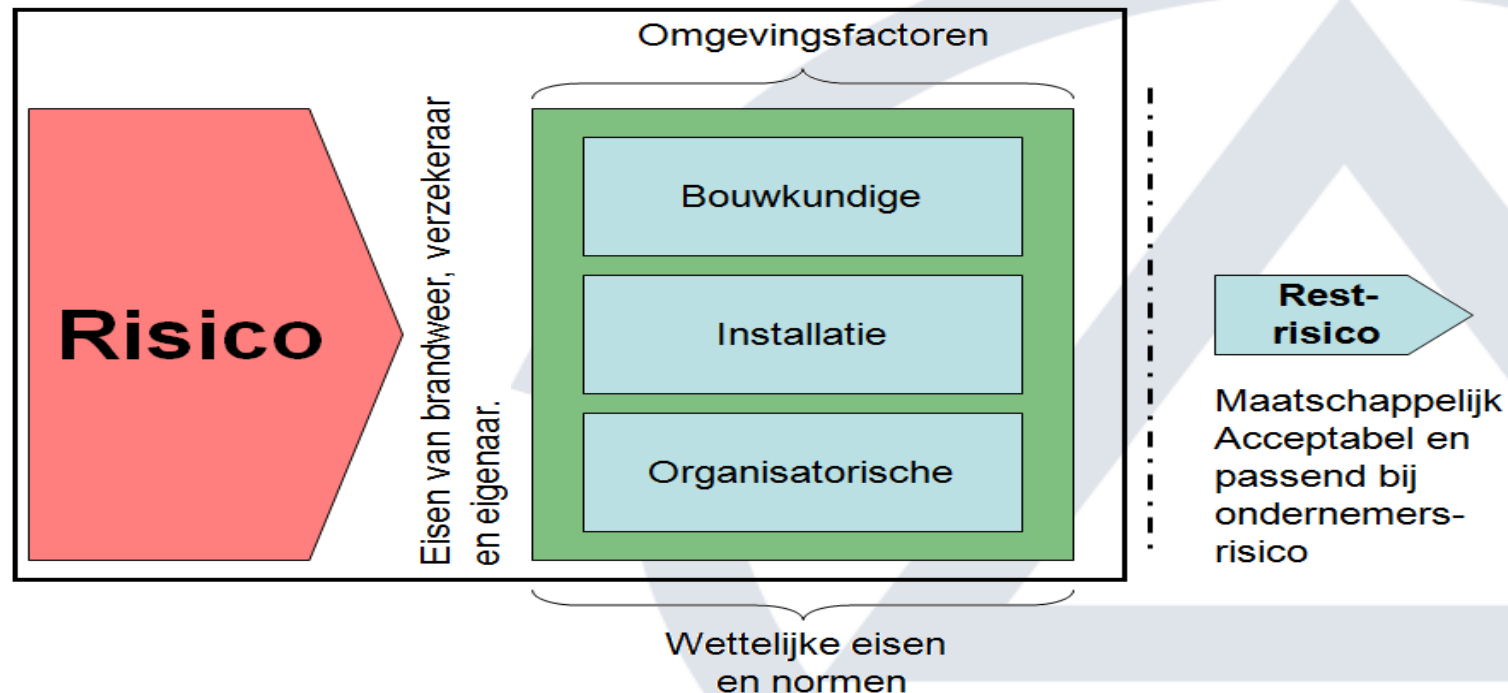 Omgevingsfactoren
Risico
Eisen van brandweer, verzekeraar
en eigenaar.
Bouwkundige
Installatie
Organisatorische
Rest-
risico
Maatschappelijk
Acceptabel en
passend bij
ondernemers-
risico
Wettelijke eisen
en normen